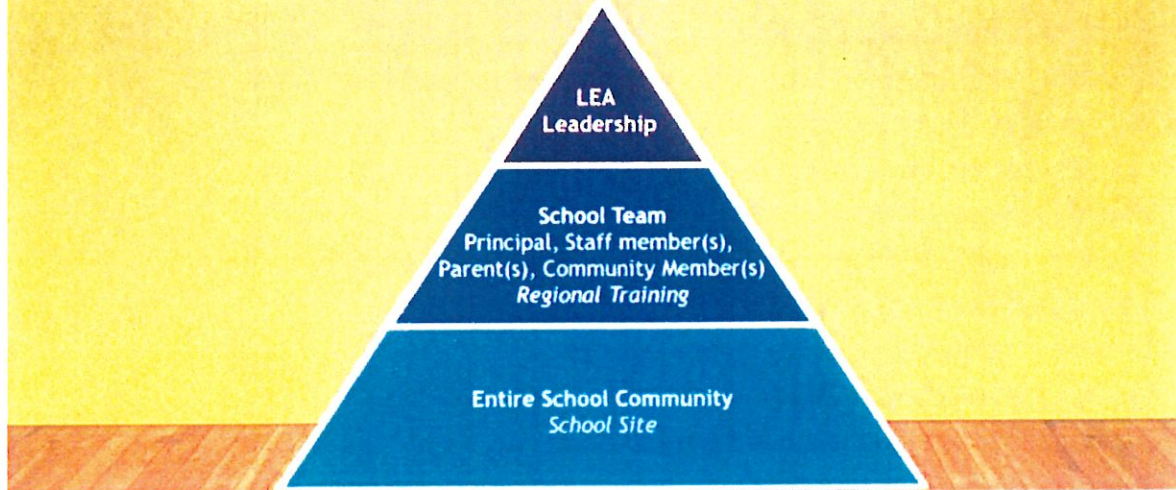 LEA
Leadership
School Team
Principal, Staff member(s),
Parent(s), Community Member(s)
Regional Training
Entire School Community
School Site